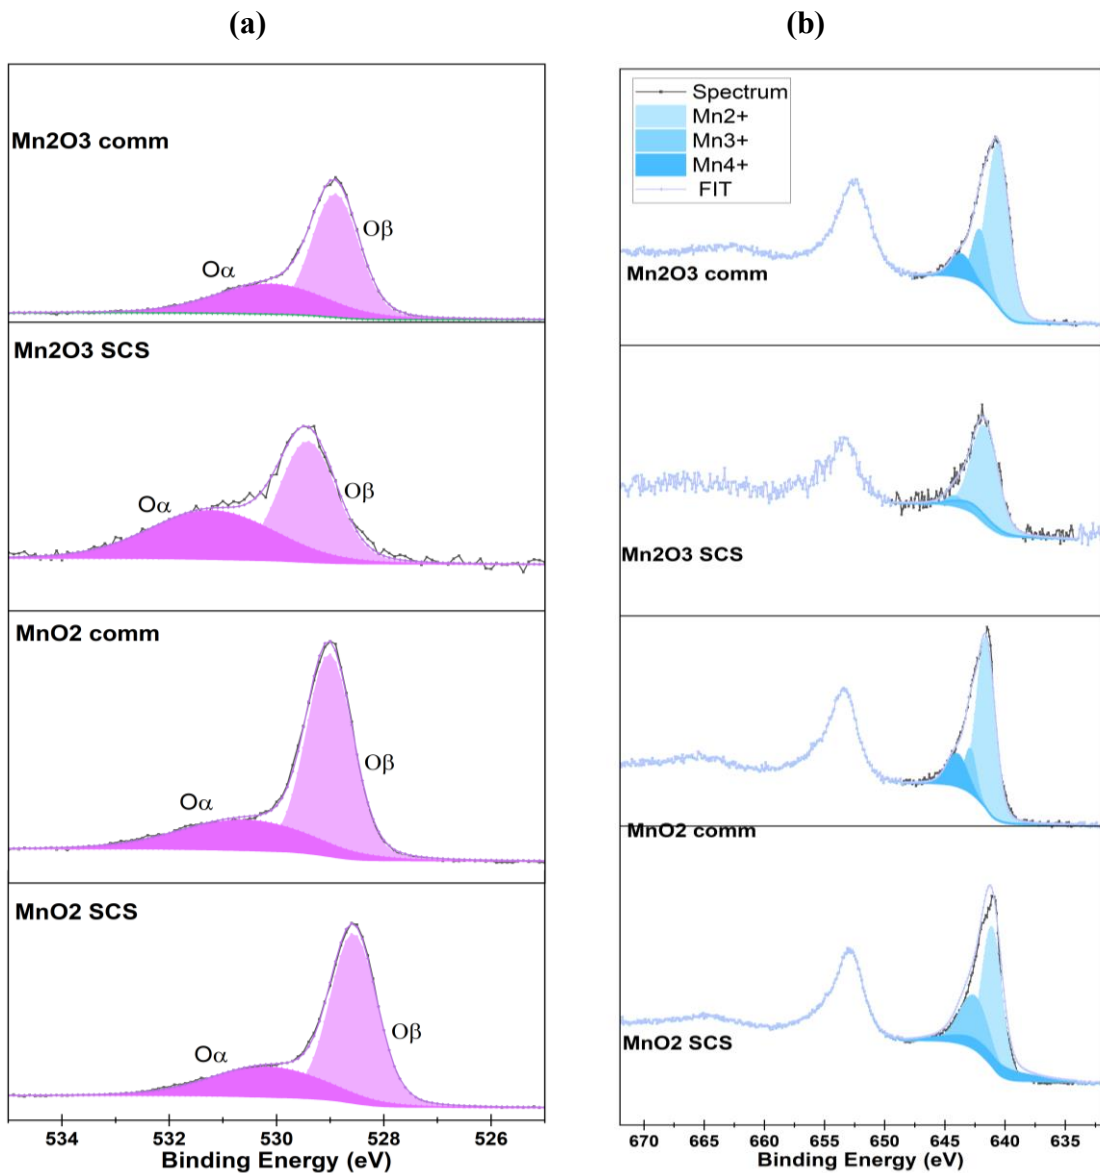 (a)
(b)
Mn2O3 comm
Oα
Oβ
Mn2O3 SCS
Oα
Oβ
MnO2 comm
Oα
Oβ
MnO2 SCS
Oα
Oβ
534 532 530 528 526
Binding Energy (eV)
Spectrum
Mn2+
Mn3+
Mn4+
FIT
Mn2O3 comm
Mn2O3 SCS
MnO2 comm
MnO2 SCS
670 665 660 655 650 645 640 635
Binding Energy (eV)